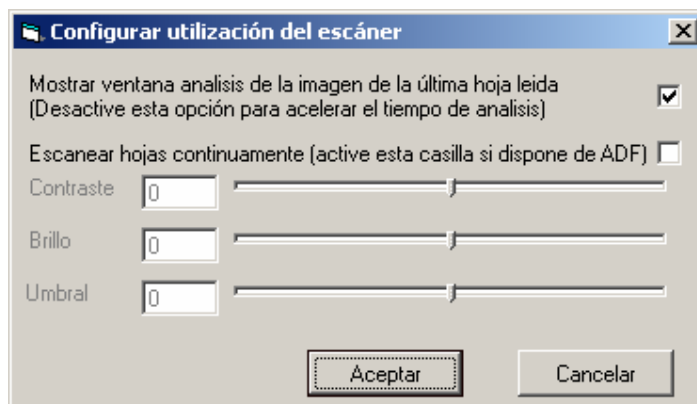 Configurar utilización del escáner
Mostrar ventana analisis de la imagen de la última hoja leida
(Desactive esta opción para acelerar el tiempo de analisis)
Escanear hojas continuamente (active esta casilla si dispone de ADF)
Contraste 0
Brillo 0
Umbral 0
Aceptar Cancelar